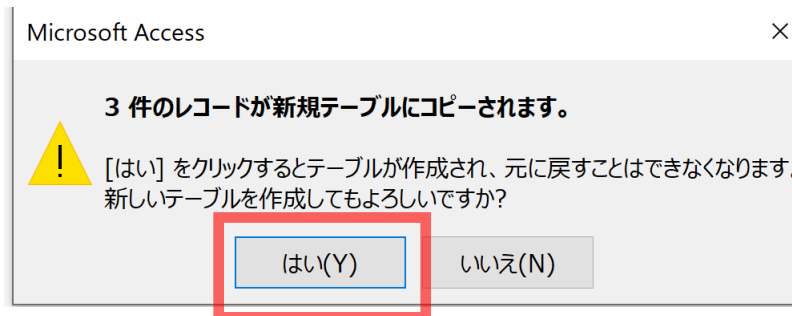 Microsoft Access
3 件のレコードが新規テーブルにコピーされます。
[はい] をクリックするとテーブルが作成され、元に戻すことはできなくなります。
新しいテーブルを作成してもよろしいですか?
はい(Y)
いいえ(N)